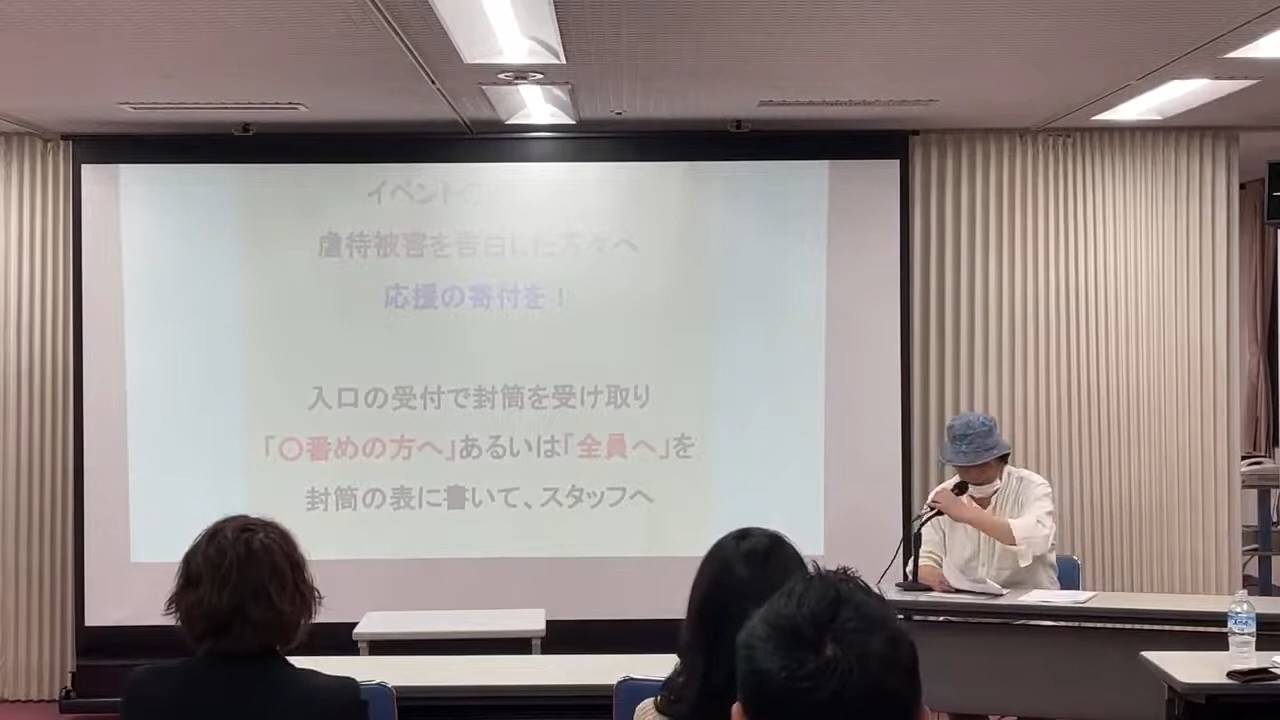 イベントの
虐待被害を告白した方々へ
応援の寄付を！
入口の受付で封筒を受け取り
「〇番めの方へ」あるいは「全員へ」を
封筒の表に書いて、スタッフへ